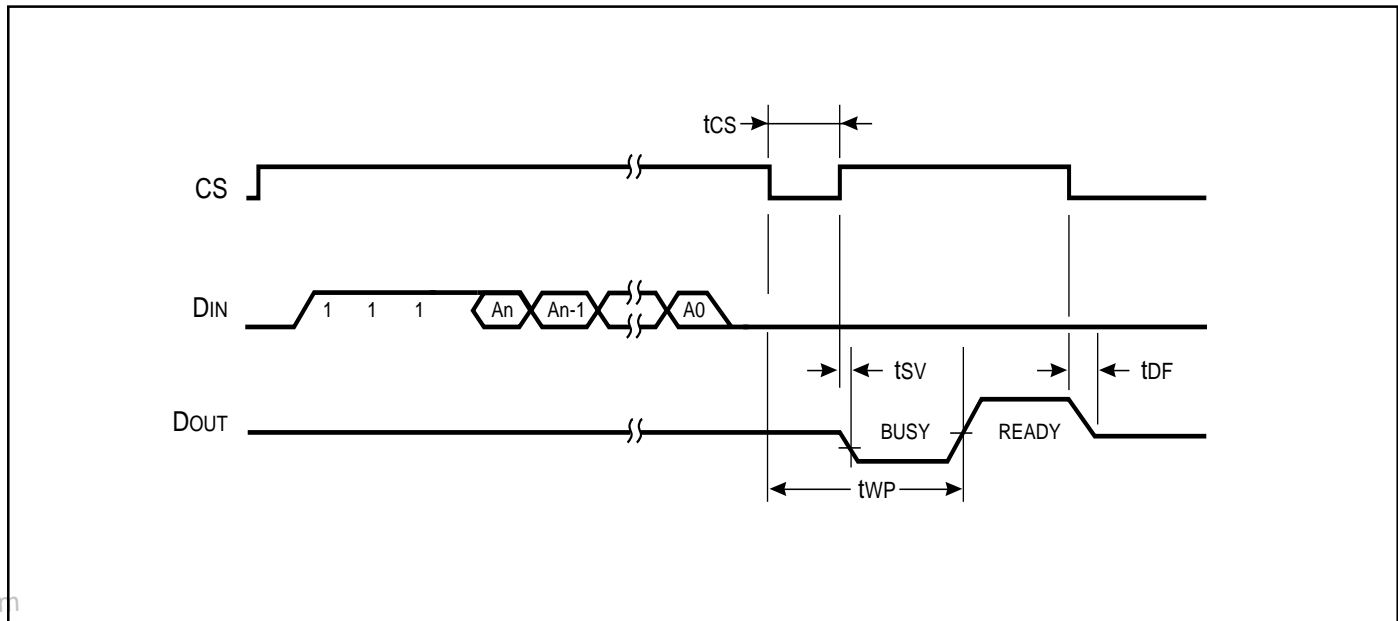 tCS
CS
DIN
1 1 1 An An-1 A0
tSV
tDF
DOUT
BUSY
READY
tWP